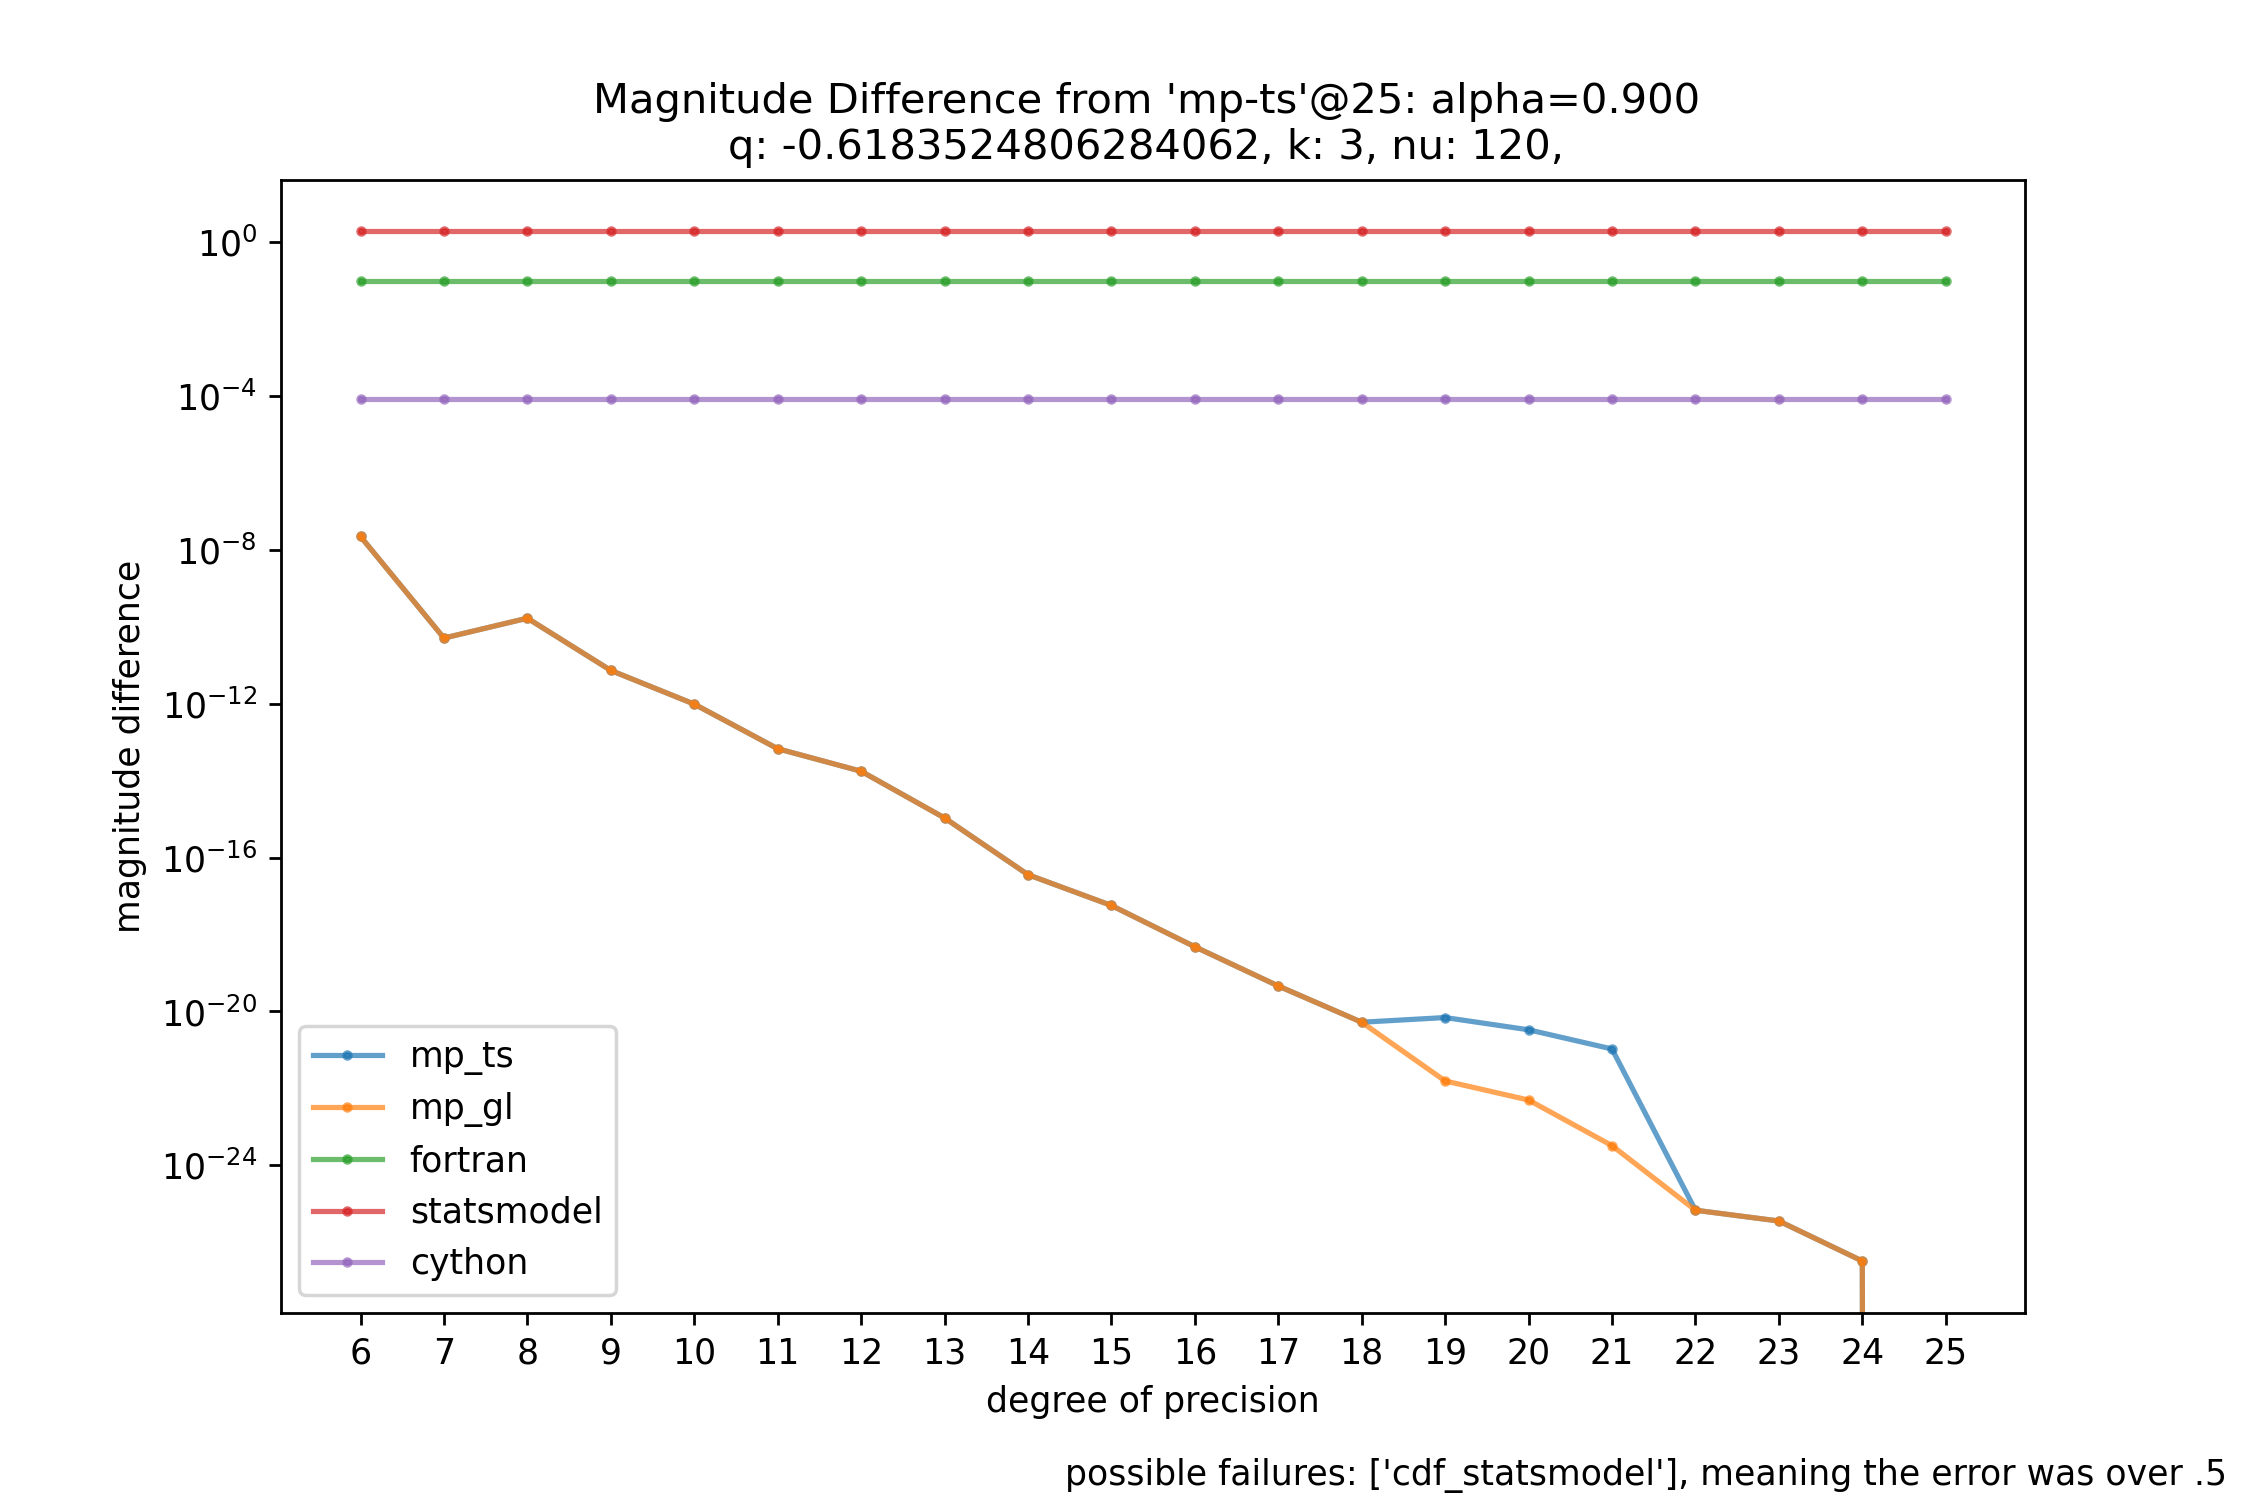 Magnitude Difference from 'mp-ts'@25: alpha=0.900
q: -0.6183524806284062, k: 3, nu: 120,
magnitude difference
10^0
10^-4
10^-8
10^-12
10^-16
10^-20
10^-24
mp_ts
mp_gl
fortran
statsmodel
cython
6 7 8 9 10 11 12 13 14 15 16 17 18 19 20 21 22 23 24 25
degree of precision
possible failures: ['cdf_statsmodel'], meaning the error was over .5